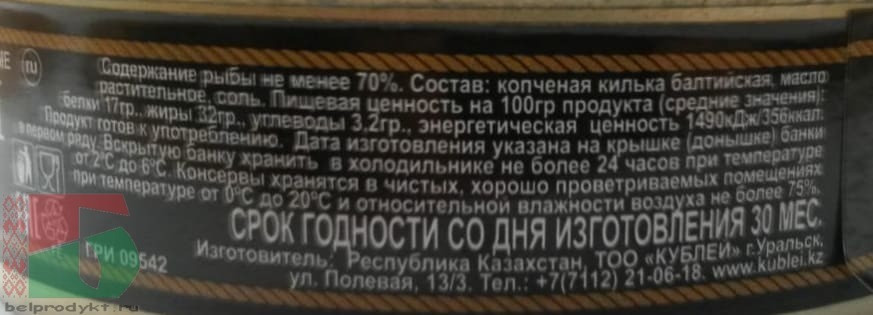 ru
Содержание рыбы не менее 70%. Состав: копченая килька балтийская, масло
растительное, соль. Пищевая ценность на 100гр продукта (средние значения):
белки 17гр., жиры 32гр., углеводы 3,2гр., энергетическая ценность 1490кДж/356ккал.
Продукт готов к употреблению. Дата изготовления указана на крышке (донышке) банки
в первом ряду. Вскрытую банку хранить в холодильнике не более 24 часов при температуре
от 2°С до 6°С. Консервы хранятся в чистых, хорошо проветриваемых помещениях
при температуре от 0°С до 20°С и относительной влажности воздуха не более 75%.
СРОК ГОДНОСТИ СО ДНЯ ИЗГОТОВЛЕНИЯ 30 МЕС.
ГРИ 09542
Изготовитель: Республика Казахстан, ТОО «КУБЛЕИ» г.Уральск,
ул. Полевая, 13/3. Тел.: +7(7112) 21-06-18. www.kublei.kz
belprodykt.ru